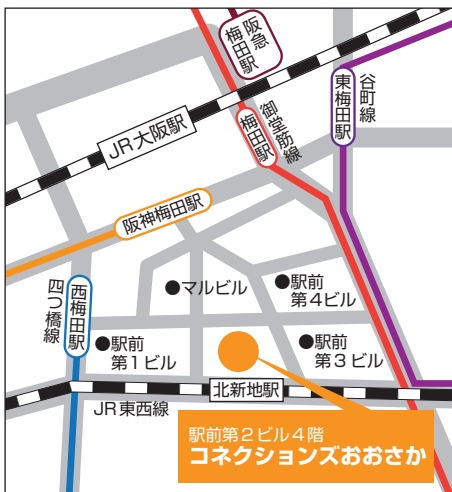 阪急
梅田駅
JR大阪駅
梅田駅
御堂筋線
東梅田駅
谷町線
阪神梅田駅
四つ橋線
西梅田駅
●マルビル
●駅前
第4ビル
●駅前
第1ビル
●駅前
第3ビル
北新地駅
JR東西線
駅前第2ビル4階
コネクションズおおさか